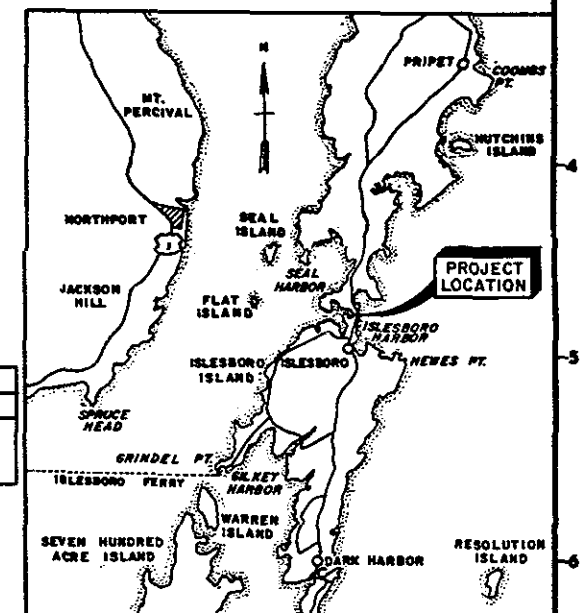 N
PRIPET
COOMBS
PT.
MT.
PERCIVAL
HUTCHINS
ISLAND
4
NORTHPORT
1
SEAL
ISLAND
SEAL
HARBOR
PROJECT
LOCATION
JACKSON
HILL
FLAT
ISLAND
ISLESBORO
HARBOR
ISLESBORO
ISLAND
ISLESBORO
HEWES PT.
5
SPRUCE
HEAD
GRINDEL PT.
ISLESBORO FERRY
GILKEY
HARBOR
WARREN
ISLAND
SEVEN HUNDRED
ACRE ISLAND
DARK HARBOR
RESOLUTION
ISLAND
6